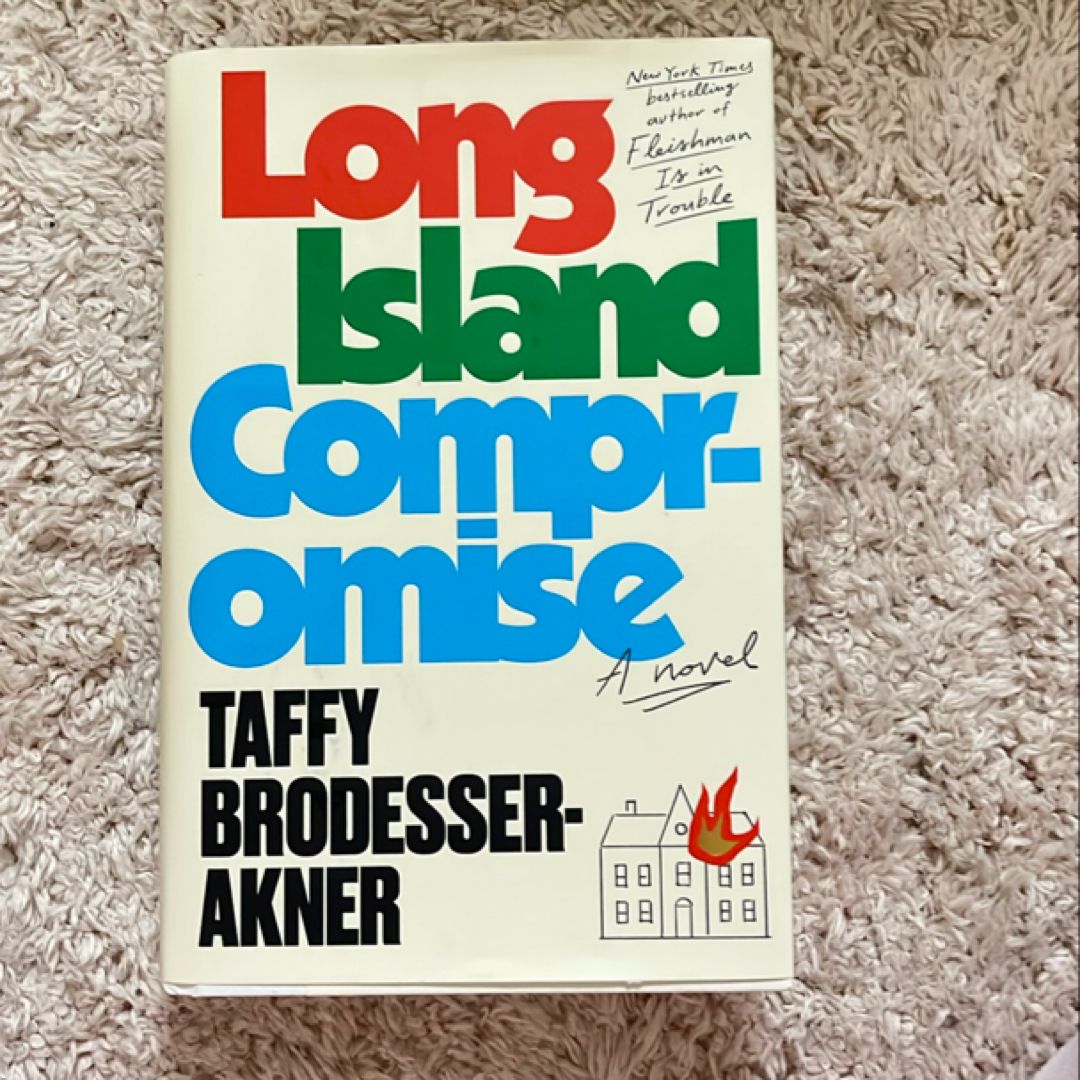 Long
New York Times
bestselling
author of
Fleishman
Is in
Trouble
Island
Compr-
omise
A novel
TAFFY
BRODESSER-
AKNER